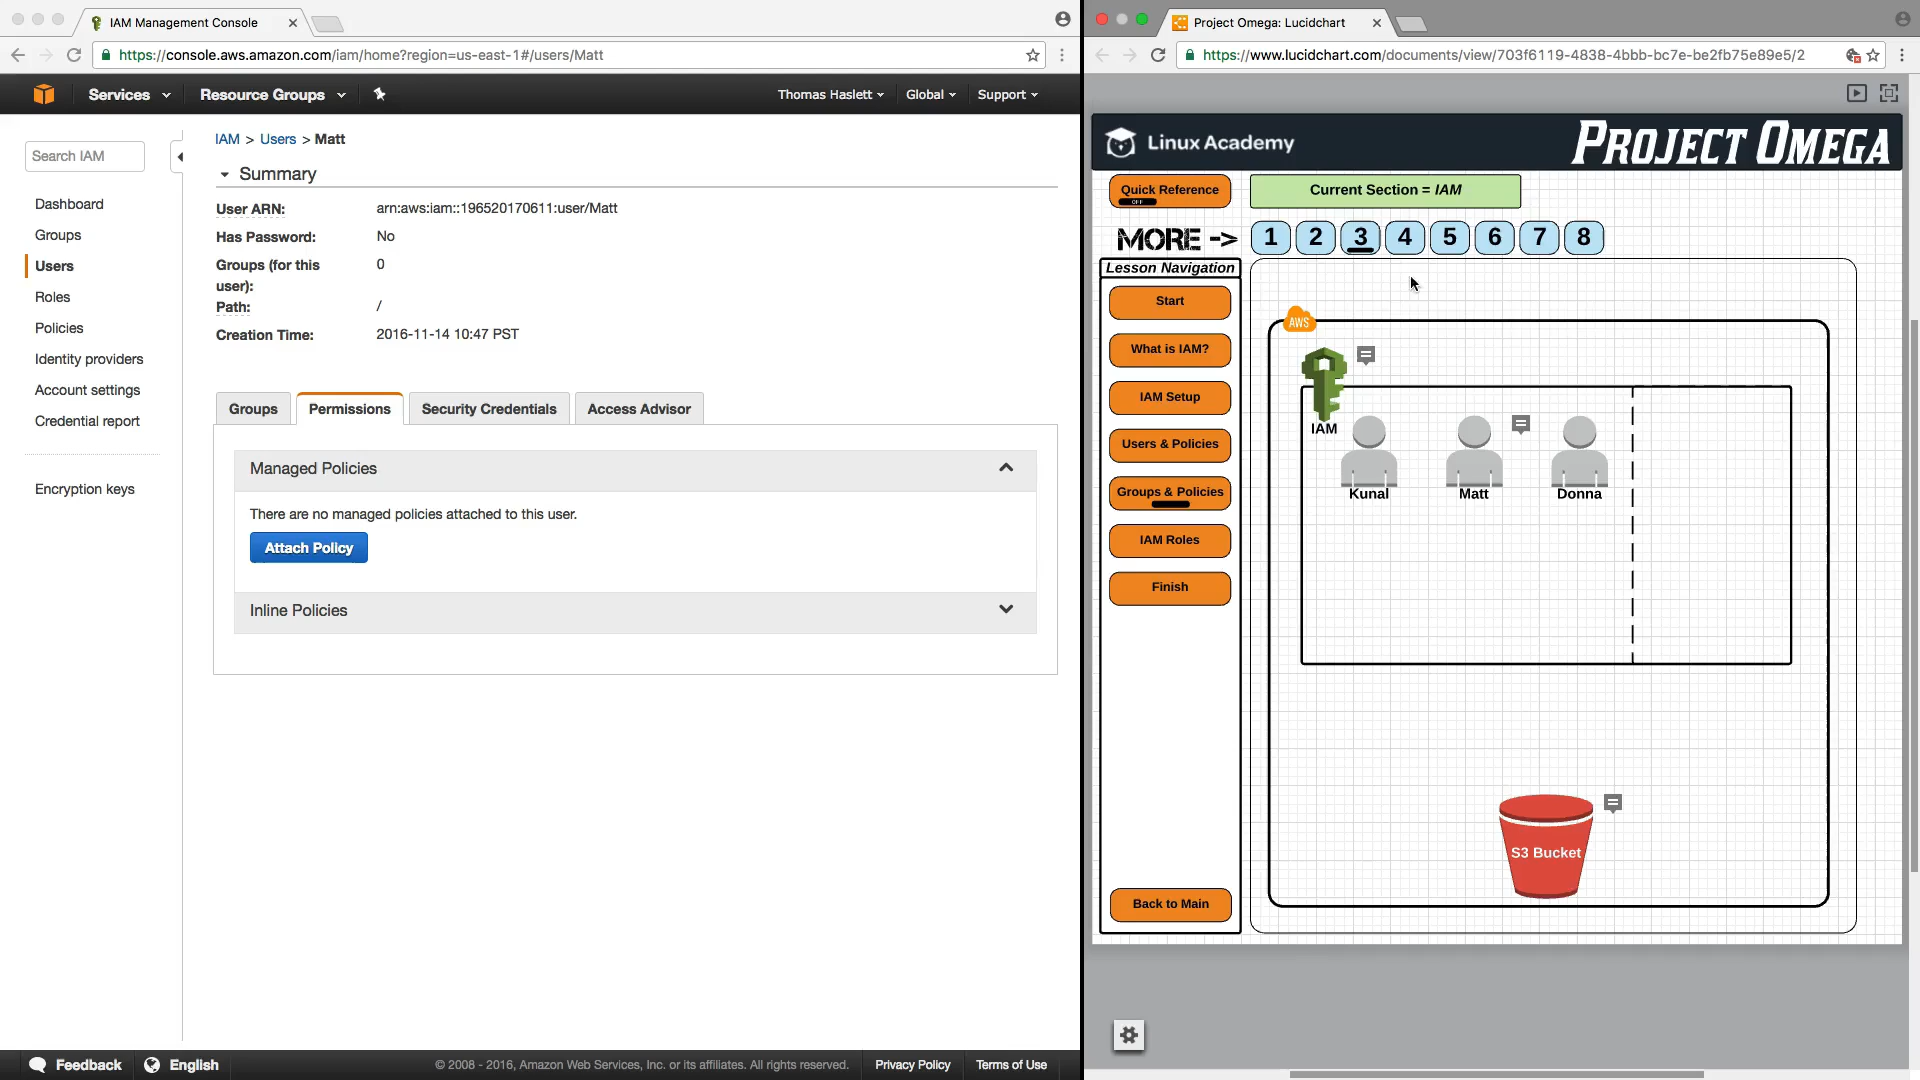 IAM Management Console
https://console.aws.amazon.com/iam/home?region=us-east-1#/users/Matt
Services
Resource Groups
Thomas Haslett
Global
Support
Search IAM
Dashboard
Groups
Users
Roles
Policies
Identity providers
Account settings
Credential report
Encryption keys
IAM > Users > Matt
Summary
User ARN: arn:aws:iam::196520170611:user/Matt
Has Password: No
Groups (for this user): 0
Path: /
Creation Time: 2016-11-14 10:47 PST
Groups
Permissions
Security Credentials
Access Advisor
Managed Policies
There are no managed policies attached to this user.
Attach Policy
Inline Policies
Feedback
English
© 2008 - 2016, Amazon Web Services, Inc. or its affiliates. All rights reserved.
Privacy Policy
Terms of Use
Project Omega: Lucidchart
https://www.lucidchart.com/documents/view/703f6119-4838-4bbb-bc7e-be2fb75e89e5/2
Linux Academy
PROJECT OMEGA
Quick Reference
OFF
Current Section = IAM
MORE ->
1 2 3 4 5 6 7 8
Lesson Navigation
Start
What is IAM?
IAM Setup
Users & Policies
Groups & Policies
IAM Roles
Finish
Back to Main
AWS
IAM
Kunal
Matt
Donna
S3 Bucket